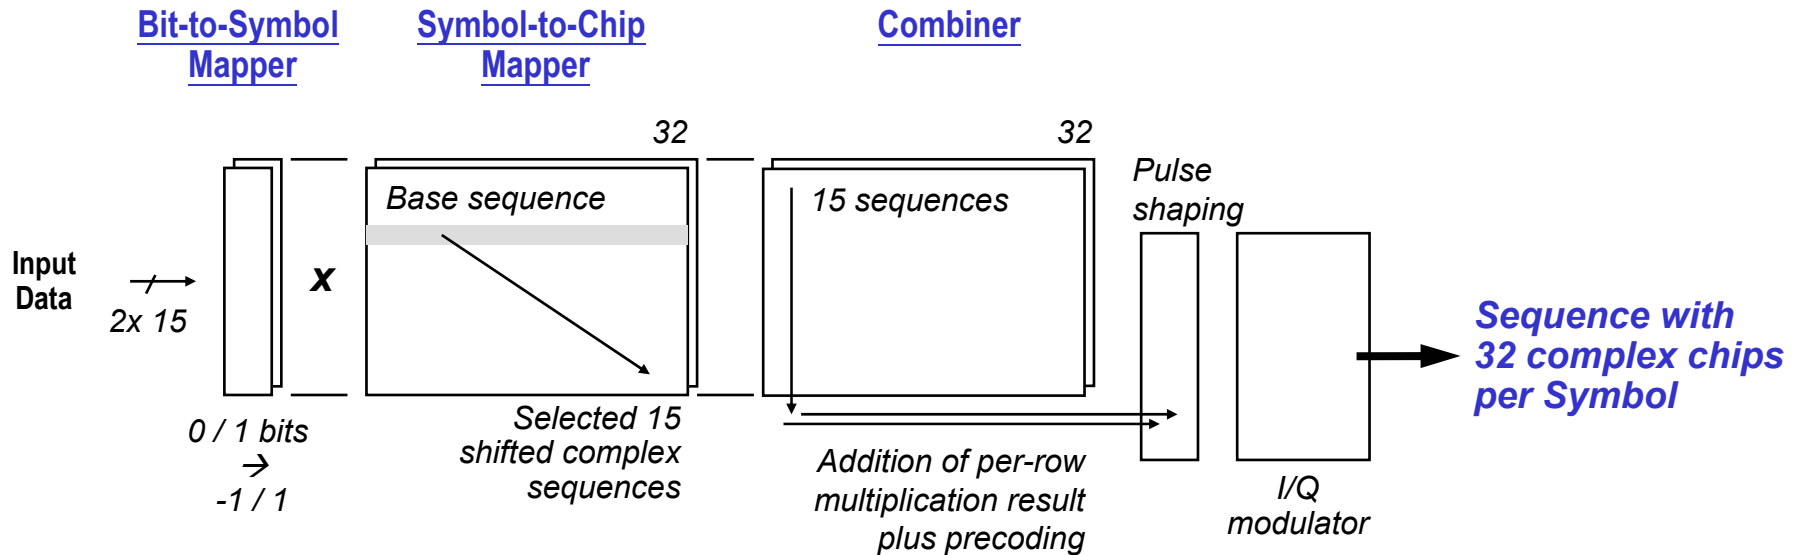 Bit-to-Symbol
Mapper
Symbol-to-Chip
Mapper
Combiner
32
32
Base sequence
15 sequences
Pulse
shaping
Input
Data
2x 15
x
0 / 1 bits
→
-1 / 1
Selected 15
shifted complex
sequences
Addition of per-row
multiplication result
plus precoding
I/Q
modulator
Sequence with
32 complex chips
per Symbol